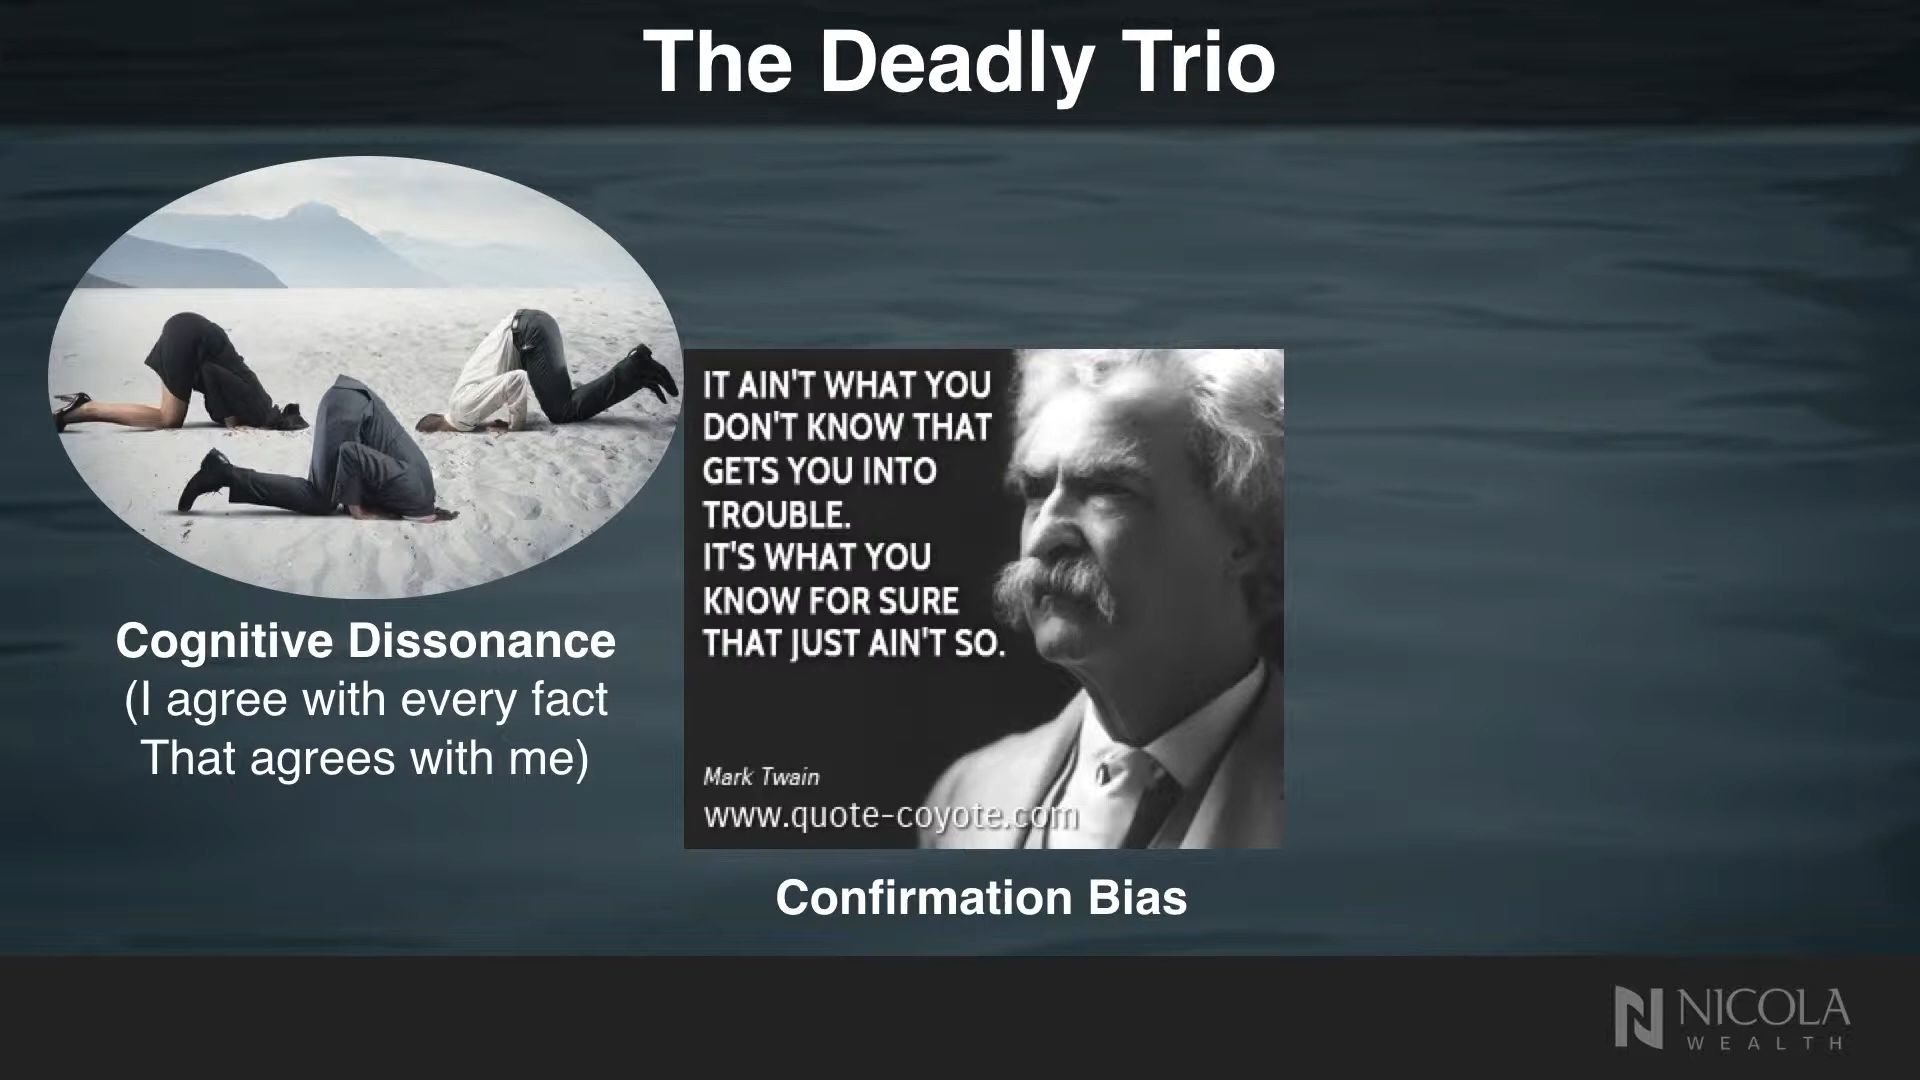 The Deadly Trio
Cognitive Dissonance
(I agree with every fact
That agrees with me)
IT AIN'T WHAT YOU
DON'T KNOW THAT
GETS YOU INTO
TROUBLE.
IT'S WHAT YOU
KNOW FOR SURE
THAT JUST AIN'T SO.
Mark Twain
www.quote-coyote.com
Confirmation Bias
NICOLA
WEALTH